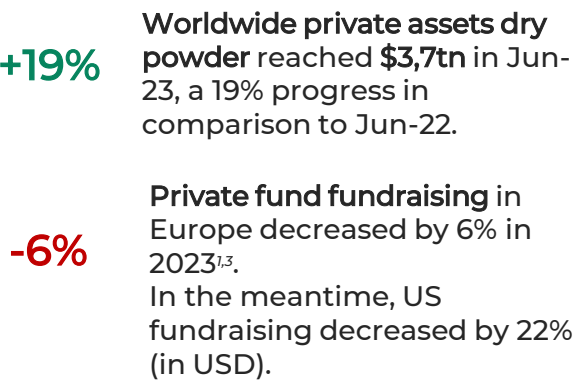 +19%
Worldwide private assets dry
powder reached $3,7tn in Jun-
23, a 19% progress in
comparison to Jun-22.
-6%
Private fund fundraising in
Europe decreased by 6% in
2023¹,³.
In the meantime, US
fundraising decreased by 22%
(in USD).